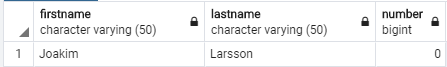 firstname lastname number
character varying (50) character varying (50) bigint
1 Joakim Larsson 0